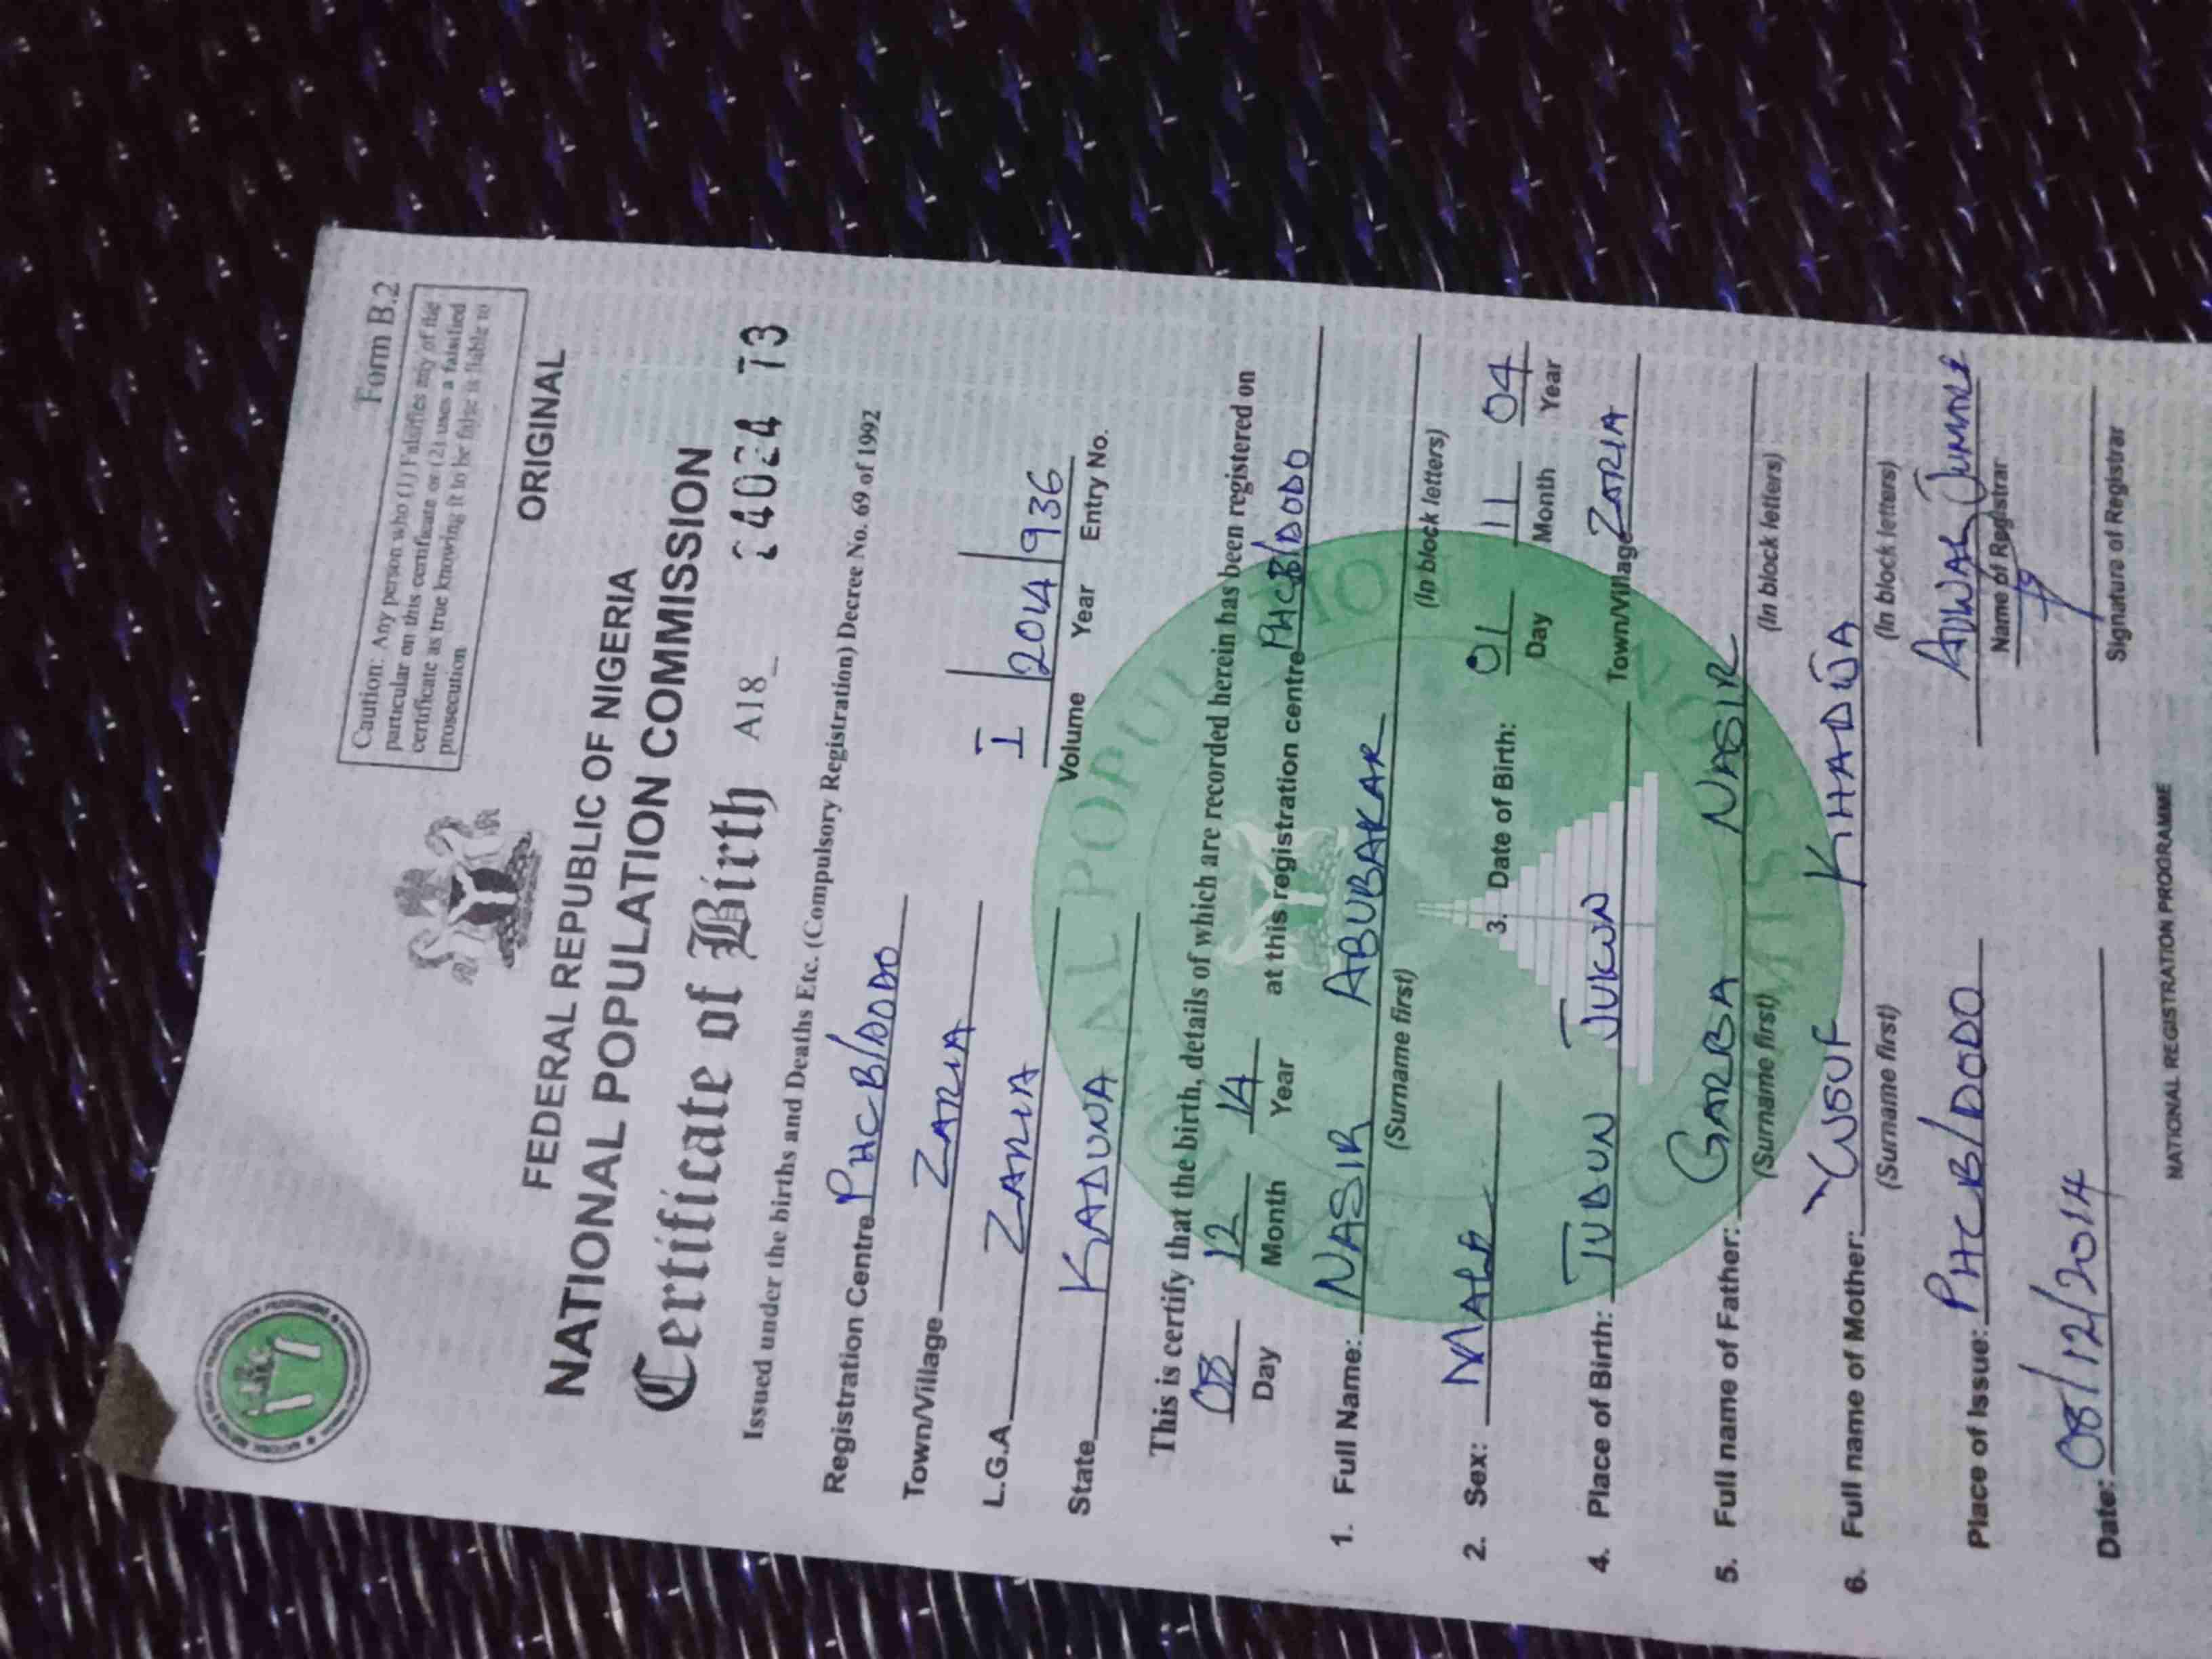 Form B.2
Caution: Any person who (1) Falsifies any of the
particular on this certificate or (2) uses a falsified
certificate as true knowing it to be false is liable to
prosecution
ORIGINAL
FEDERAL REPUBLIC OF NIGERIA
NATIONAL POPULATION COMMISSION
Certificate of Birth A18
Issued under the births and Deaths Etc. (Compulsory Registration) Decree No. 69 of 1992
Registration Centre PHC B/DODO
Town/Village ZARIA
L.G.A ZARIA I 2014 936
State KADUNA Volume Year Entry No.
This is certify that the birth, details of which are recorded herein has been registered on
08 12 14 at this registration centre PHC B/DODO
Day Month Year
1. Full Name: NASIR ABUBAKAR
(Surname first) (In block letters)
2. Sex: MALE 3. Date of Birth: 01 11 04
Day Month Year
4. Place of Birth: TUDUN JUKUN Town/Village ZARIA
5. Full name of Father: GARBA NASIR
(Surname first) (In block letters)
6. Full name of Mother: YUSUF KHADIJA
(Surname first) (In block letters)
Place of Issue: PHC B/DODO
Name of Registrar
Date: 08/12/2014
Signature of Registrar
NATIONAL REGISTRATION PROGRAMME